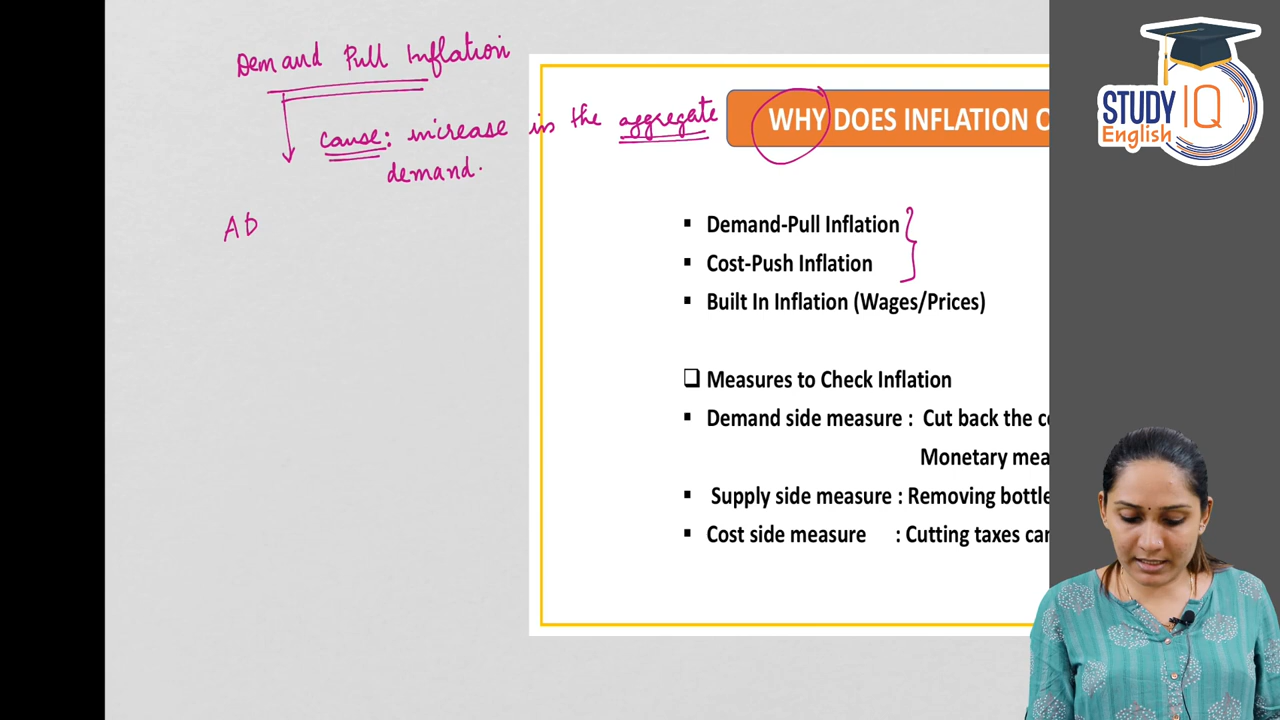 Demand Pull Inflation
cause: increase in the aggregate
demand.
AD
WHY DOES INFLATION O
▪ Demand-Pull Inflation
▪ Cost-Push Inflation
▪ Built In Inflation (Wages/Prices)
❑ Measures to Check Inflation
▪ Demand side measure : Cut back the c
Monetary mea
▪ Supply side measure : Removing bottle
▪ Cost side measure : Cutting taxes car
STUDY IQ
English